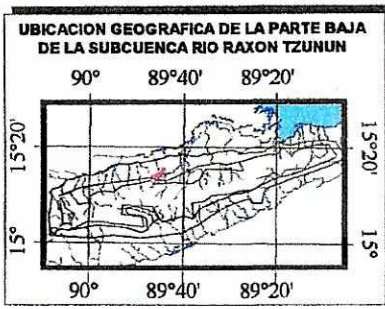 UBICACION GEOGRAFICA DE LA PARTE BAJA
DE LA SUBCUENCA RIO RAXON TZUNUN
90° 89°40' 89°20'
15°20' 15°20'
15° 15°
90° 89°40' 89°20'